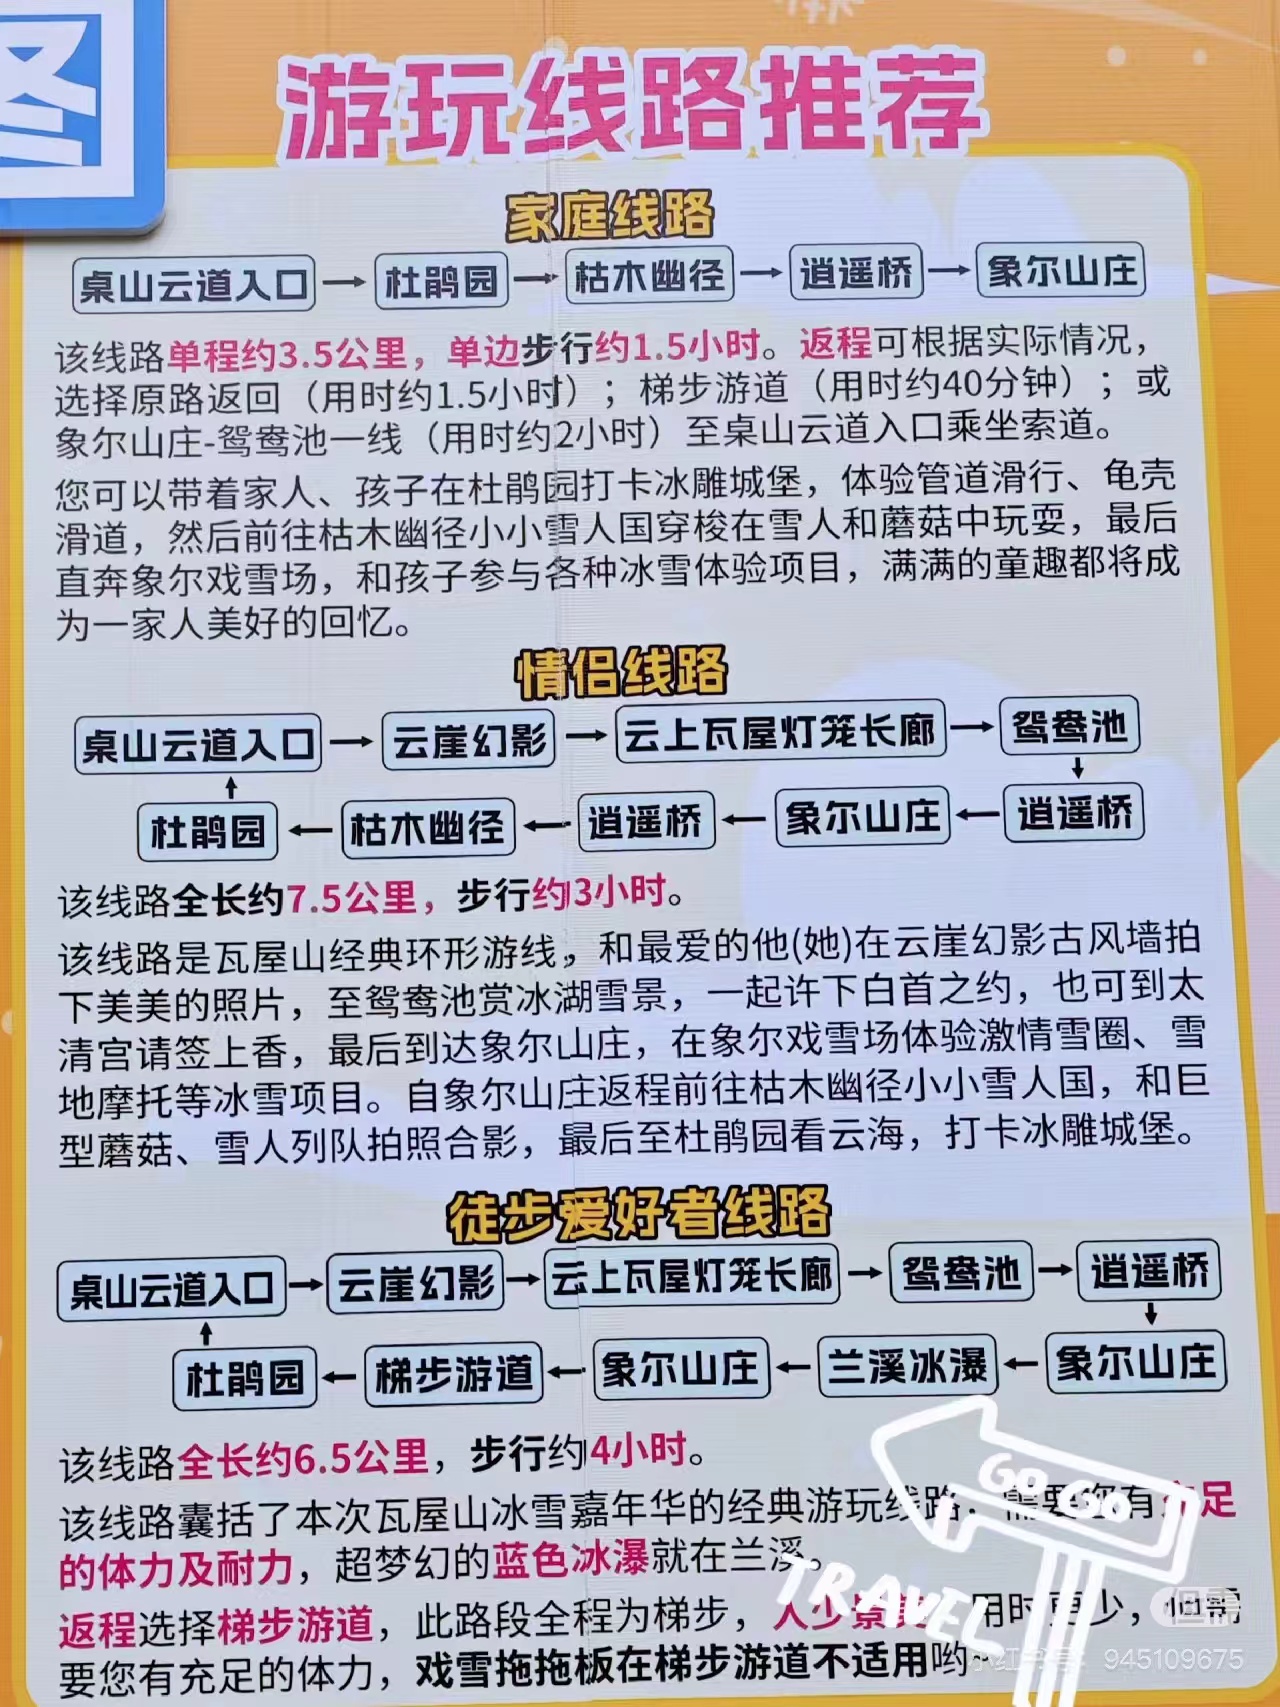 图
游玩线路推荐
家庭线路
桌山云道入口→杜鹃园→枯木幽径→逍遥桥→象尔山庄
该线路单程约3.5公里，单边步行约1.5小时。返程可根据实际情况，
选择原路返回（用时约1.5小时）；梯步游道（用时约40分钟）；或
象尔山庄-鸳鸯池一线（用时约2小时）至桌山云道入口乘坐索道。
您可以带着家人、孩子在杜鹃园打卡冰雕城堡，体验管道滑行、龟壳
滑道，然后前往枯木幽径小小雪人国穿梭在雪人和蘑菇中玩耍，最后
直奔象尔戏雪场，和孩子参与各种冰雪体验项目，满满的童趣都将成
为一家人美好的回忆。
情侣线路
桌山云道入口→云崖幻影→云上瓦屋灯笼长廊→鸳鸯池
杜鹃园←枯木幽径←逍遥桥←象尔山庄←逍遥桥
该线路全长约7.5公里，步行约3小时。
该线路是瓦屋山经典环形游线，和最爱的他(她)在云崖幻影古风墙拍
下美美的照片，至鸳鸯池赏冰湖雪景，一起许下白首之约，也可到太
清宫请签上香，最后到达象尔山庄，在象尔戏雪场体验激情雪圈、雪
地摩托等冰雪项目。自象尔山庄返程前往枯木幽径小小雪人国，和巨
型蘑菇、雪人列队拍照合影，最后至杜鹃园看云海，打卡冰雕城堡。
徒步爱好者线路
桌山云道入口→云崖幻影→云上瓦屋灯笼长廊→鸳鸯池→逍遥桥
杜鹃园←梯步游道←象尔山庄←兰溪冰瀑←象尔山庄
该线路全长约6.5公里，步行约4小时。
该线路囊括了本次瓦屋山冰雪嘉年华的经典游玩线路，需要您有足
的体力及耐力，超梦幻的蓝色冰瀑就在兰溪。
返程选择梯步游道，此路段全程为梯步，人少景美 用时更少，但需
要您有充足的体力，戏雪拖拖板在梯步游道不适用哟
GO GO
TRAVEL
小红书号：945109675